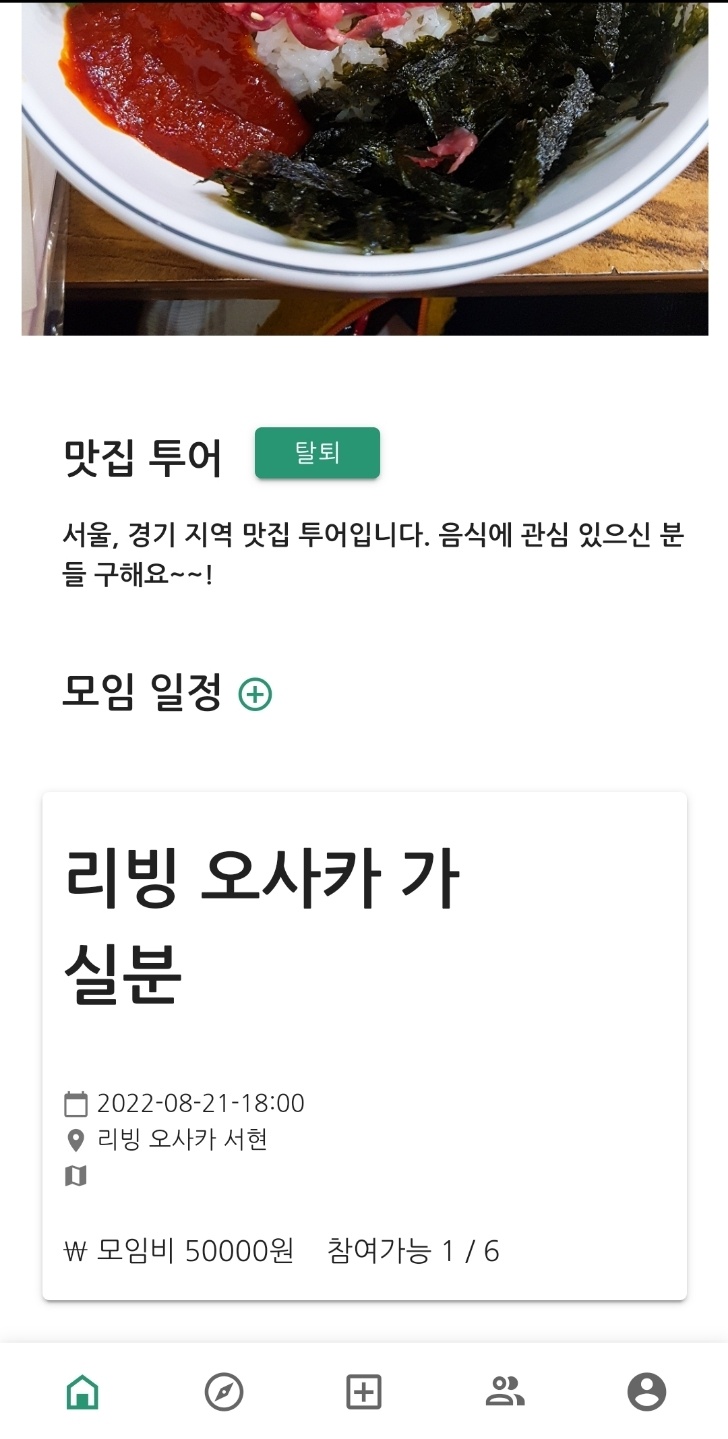 맛집 투어
탈퇴
서울, 경기 지역 맛집 투어입니다. 음식에 관심 있으신 분
들 구해요~~!
모임 일정
리빙 오사카 가
실분
2022-08-21-18:00
리빙 오사카 서현
₩ 모임비 50000원 참여가능 1 / 6